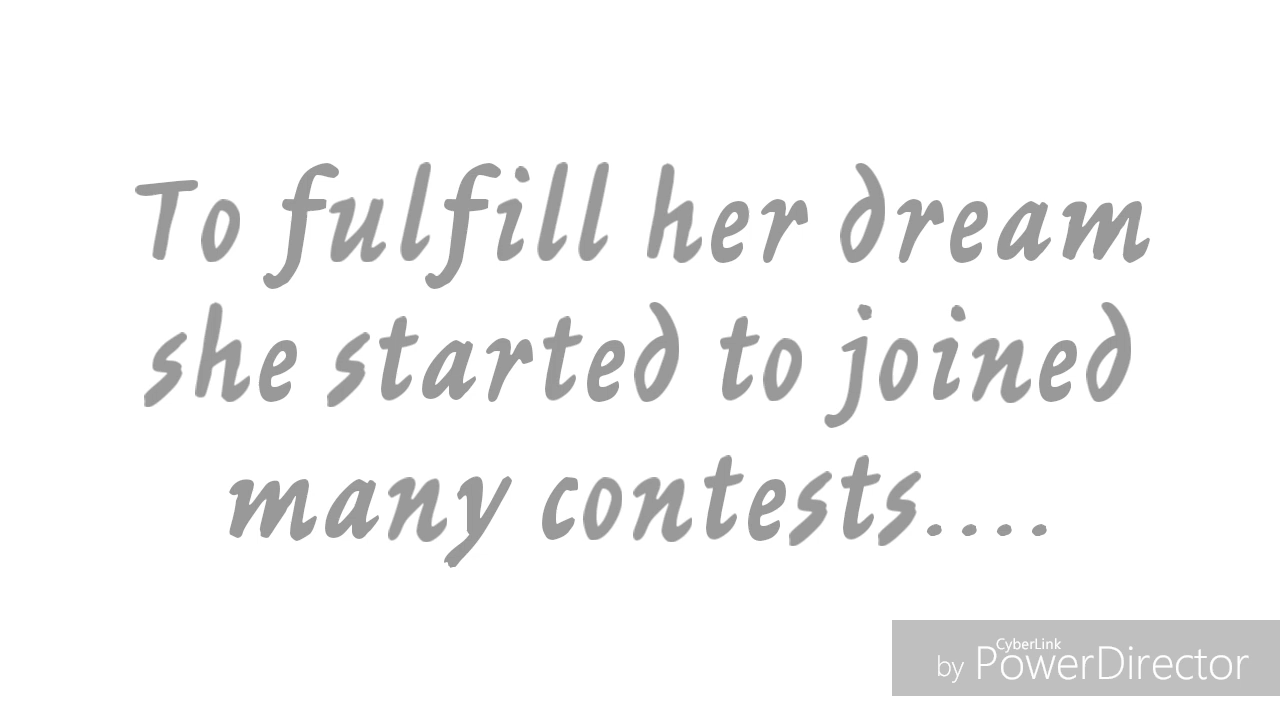 To fulfill her dream
she started to joined
many contests....
CyberLink
by PowerDirector